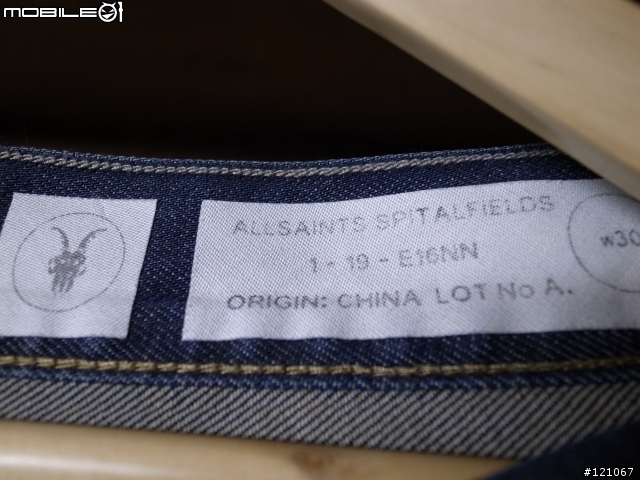 MOBILE01
ALLSAINTS SPITALFIELDS
1 - 19 - E16NN
ORIGIN: CHINA LOT No A.
W30
#121067